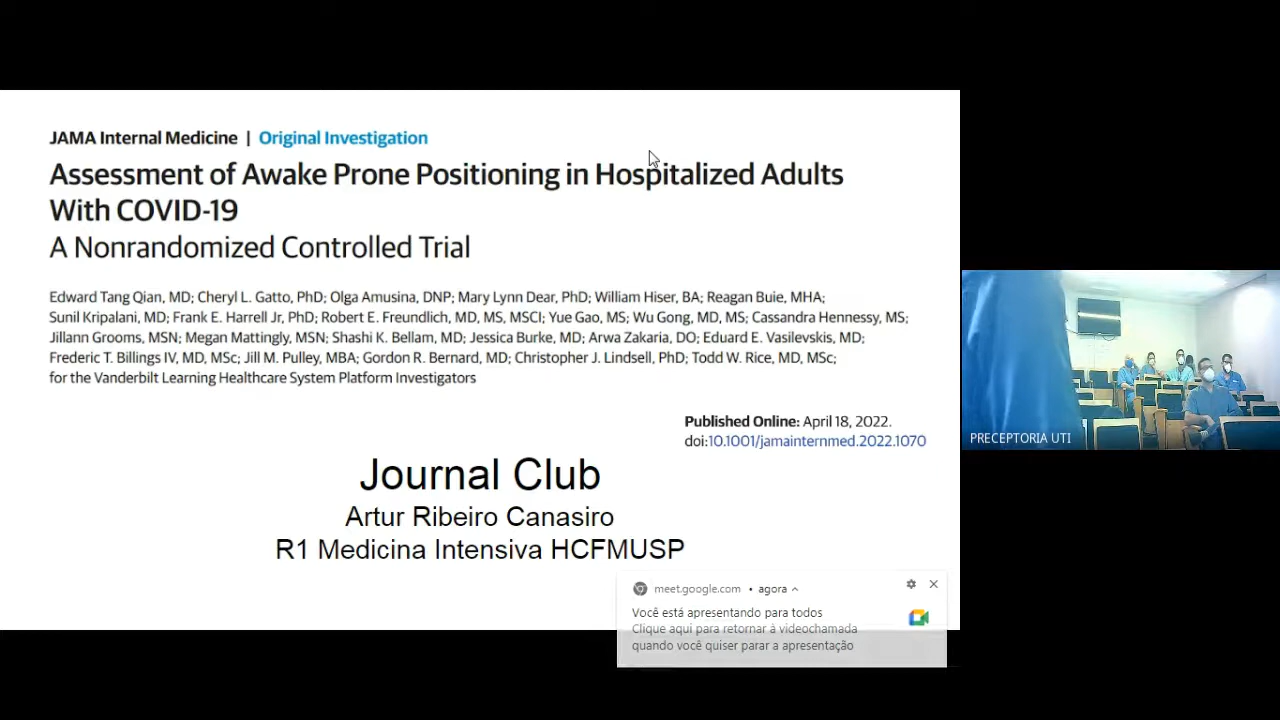 JAMA Internal Medicine | Original Investigation
Assessment of Awake Prone Positioning in Hospitalized Adults
With COVID-19
A Nonrandomized Controlled Trial
Edward Tang Qian, MD; Cheryl L. Gatto, PhD; Olga Amusina, DNP; Mary Lynn Dear, PhD; William Hiser, BA; Reagan Buie, MHA;
Sunil Kripalani, MD; Frank E. Harrell Jr, PhD; Robert E. Freundlich, MD, MS, MSCI; Yue Gao, MS; Wu Gong, MD, MS; Cassandra Hennessy, MS;
Jillann Grooms, MSN; Megan Mattingly, MSN; Shashi K. Bellam, MD; Jessica Burke, MD; Arwa Zakaria, DO; Eduard E. Vasilevskis, MD;
Frederic T. Billings IV, MD, MSc; Jill M. Pulley, MBA; Gordon R. Bernard, MD; Christopher J. Lindsell, PhD; Todd W. Rice, MD, MSc;
for the Vanderbilt Learning Healthcare System Platform Investigators
Published Online: April 18, 2022.
doi:10.1001/jamainternmed.2022.1070
Journal Club
Artur Ribeiro Canasiro
R1 Medicina Intensiva HCFMUSP
meet.google.com • agora
Você está apresentando para todos
Clique aqui para retornar à videochamada
quando você quiser parar a apresentação
PRECEPTORIA UTI